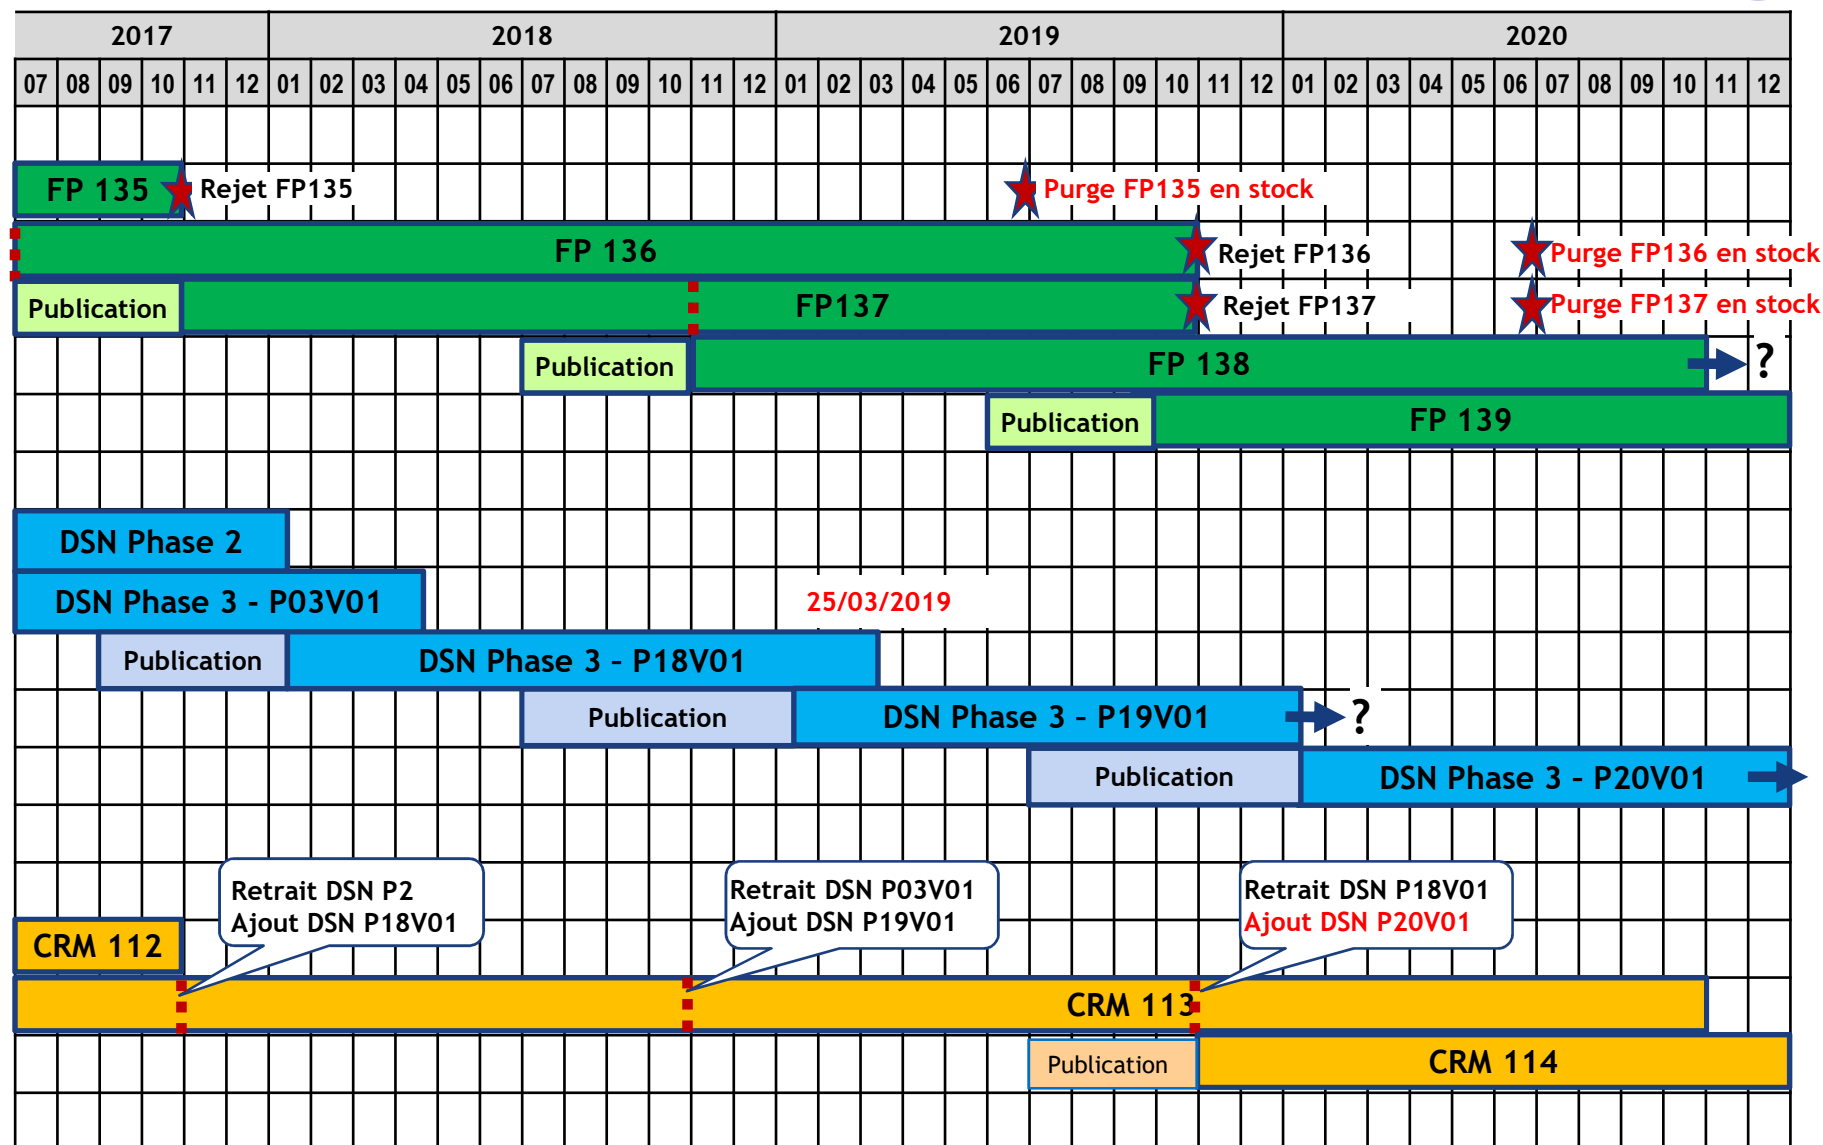 2017 2018 2019 2020
07 08 09 10 11 12 01 02 03 04 05 06 07 08 09 10 11 12 01 02 03 04 05 06 07 08 09 10 11 12 01 02 03 04 05 06 07 08 09 10 11 12
FP 135 Rejet FP135 Purge FP135 en stock
FP 136 Rejet FP136 Purge FP136 en stock
Publication FP137 Rejet FP137 Purge FP137 en stock
Publication FP 138 ?
Publication FP 139
DSN Phase 2
DSN Phase 3 - P03V01 25/03/2019
Publication DSN Phase 3 – P18V01
Publication DSN Phase 3 – P19V01 ?
Publication DSN Phase 3 – P20V01
Retrait DSN P2
Ajout DSN P18V01
Retrait DSN P03V01
Ajout DSN P19V01
Retrait DSN P18V01
Ajout DSN P20V01
CRM 112
CRM 113
Publication CRM 114